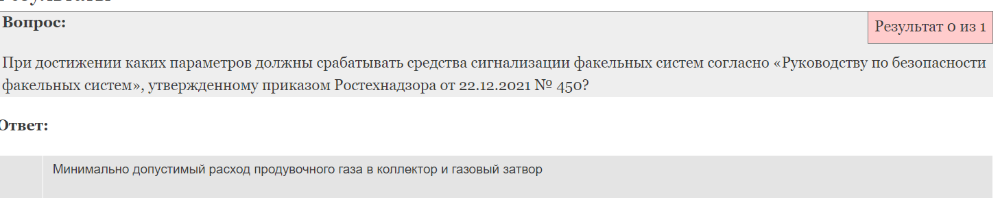 Вопрос:
Результат 0 из 1
При достижении каких параметров должны срабатывать средства сигнализации факельных систем согласно «Руководству по безопасности
факельных систем», утвержденному приказом Ростехнадзора от 22.12.2021 № 450?
Ответ:
Минимально допустимый расход продувочного газа в коллектор и газовый затвор